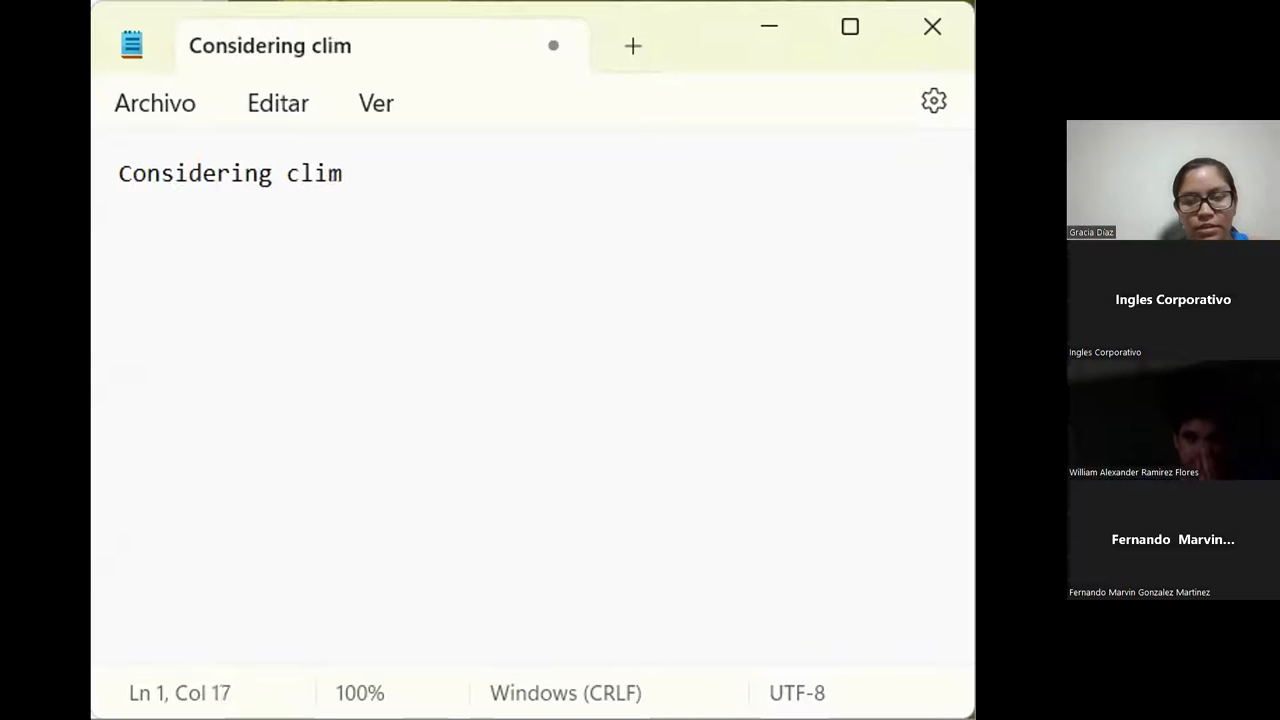 Considering clim
Archivo Editar Ver
Considering clim
Ln 1, Col 17 100% Windows (CRLF) UTF-8
Gracia Díaz
Ingles Corporativo
Ingles Corporativo
William Alexander Ramirez Flores
Fernando Marvin...
Fernando Marvin Gonzalez Martinez